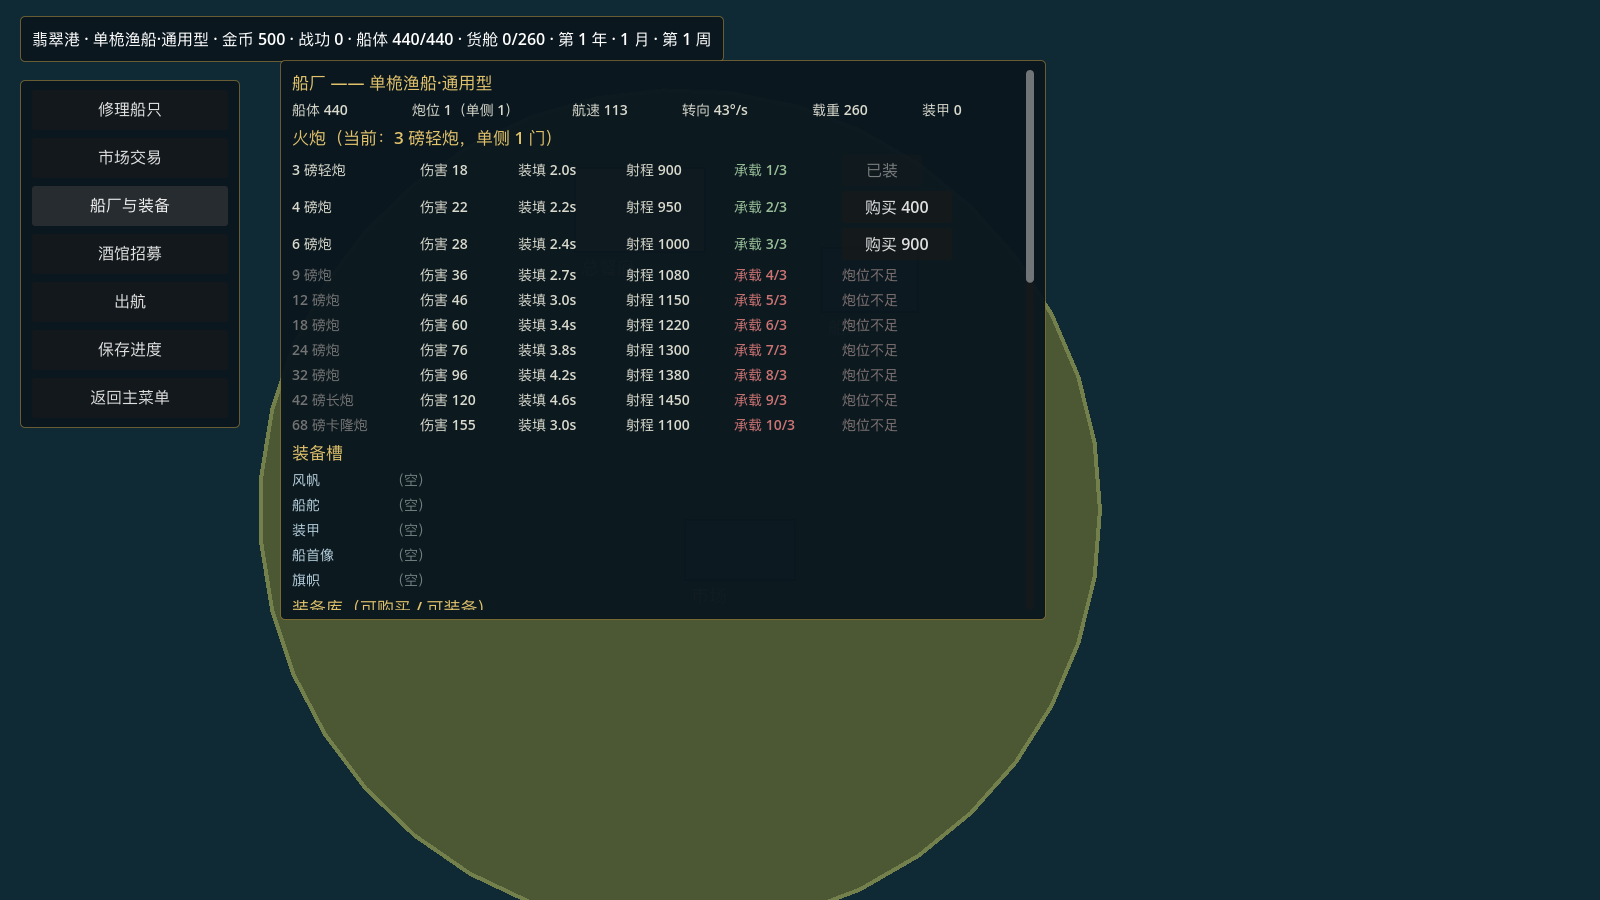 翡翠港 · 单桅渔船·通用型 · 金币 500 · 战功 0 · 船体 440/440 · 货舱 0/260 · 第 1 年 · 1 月 · 第 1 周
修理船只
市场交易
船厂与装备
酒馆招募
出航
保存进度
返回主菜单
船厂 —— 单桅渔船·通用型
船体 440 炮位 1（单侧 1） 航速 113 转向 43°/s 载重 260 装甲 0
火炮（当前：3 磅轻炮，单侧 1 门）
3 磅轻炮 伤害 18 装填 2.0s 射程 900 承载 1/3 已装
4 磅炮 伤害 22 装填 2.2s 射程 950 承载 2/3 购买 400
6 磅炮 伤害 28 装填 2.4s 射程 1000 承载 3/3 购买 900
9 磅炮 伤害 36 装填 2.7s 射程 1080 承载 4/3 炮位不足
12 磅炮 伤害 46 装填 3.0s 射程 1150 承载 5/3 炮位不足
18 磅炮 伤害 60 装填 3.4s 射程 1220 承载 6/3 炮位不足
24 磅炮 伤害 76 装填 3.8s 射程 1300 承载 7/3 炮位不足
32 磅炮 伤害 96 装填 4.2s 射程 1380 承载 8/3 炮位不足
42 磅长炮 伤害 120 装填 4.6s 射程 1450 承载 9/3 炮位不足
68 磅卡隆炮 伤害 155 装填 3.0s 射程 1100 承载 10/3 炮位不足
装备槽
风帆 （空）
船舵 （空）
装甲 （空）
船首像 （空）
旗帜 （空）
装备库（可购买 / 可装备）